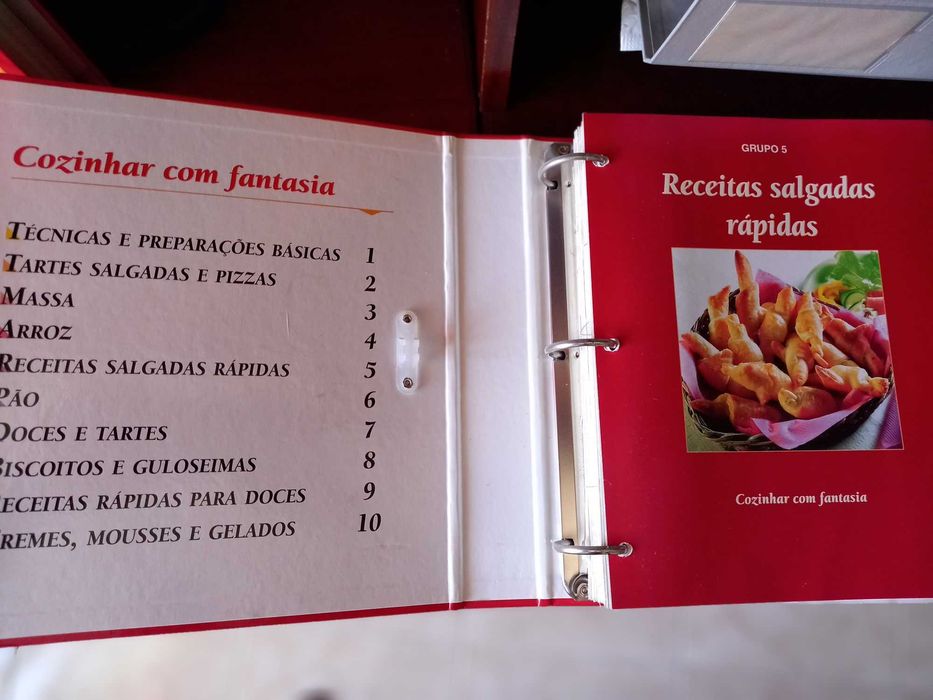 Cozinhar com fantasia
TÉCNICAS E PREPARAÇÕES BÁSICAS 1
TARTES SALGADAS E PIZZAS 2
MASSA 3
ARROZ 4
RECEITAS SALGADAS RÁPIDAS 5
PÃO 6
DOCES E TARTES 7
BISCOITOS E GULOSEIMAS 8
RECEITAS RÁPIDAS PARA DOCES 9
CREMES, MOUSSES E GELADOS 10
GRUPO 5
Receitas salgadas
rápidas
Cozinhar com fantasia